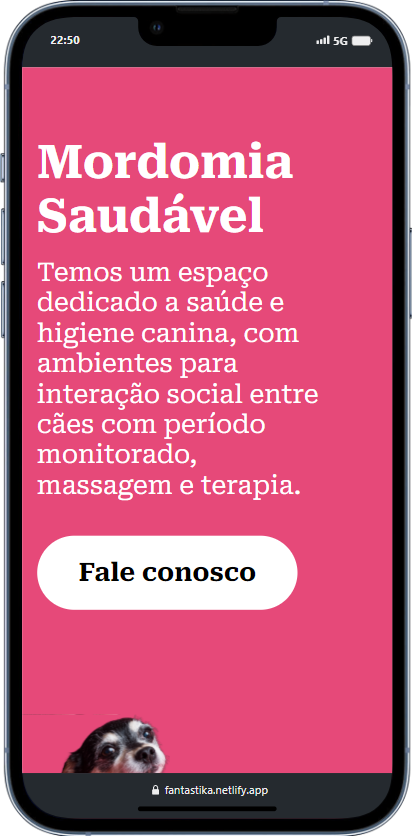 22:50
5G
Mordomia
Saudável
Temos um espaço
dedicado a saúde e
higiene canina, com
ambientes para
interação social entre
cães com período
monitorado,
massagem e terapia.
Fale conosco
fantastika.netlify.app